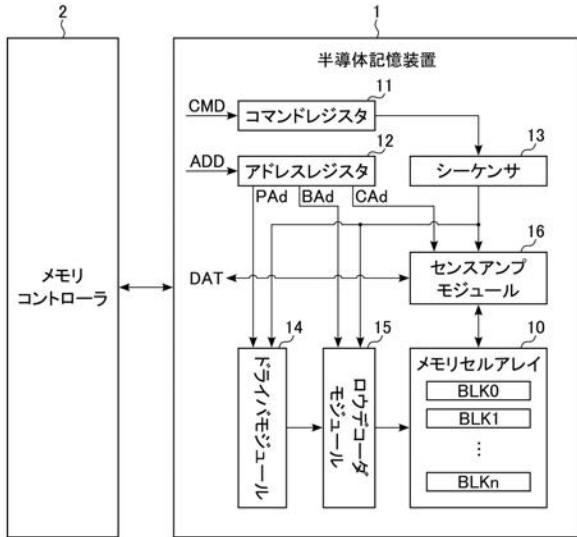 2
1
半導体記憶装置
11
CMD
コマンドレジスタ
12
13
ADD
アドレスレジスタ
シーケンサ
PAd
BAd
CAd
16
DAT
センスアンプ
モジュール
メモリ
コントローラ
14
15
10
ドライバモジュール
ロウデコーダ
モジュール
メモリセルアレイ
BLK0
BLK1
⋮
BLKn